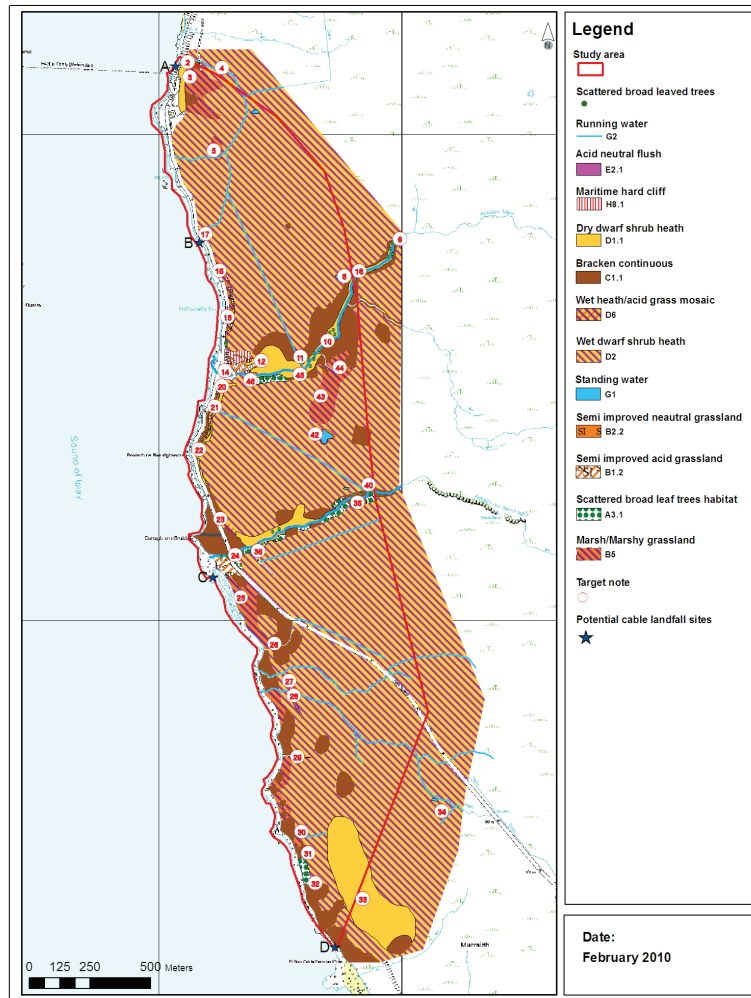 A
2
3
4
5
17
B
16
9
6
18
15
10
11
12
14
45
46
44
20
43
21
42
22
40
35
23
24
36
C
25
26
27
28
29
34
30
31
32
33
D
Sound of Islay
Mucraidh
N
0 125 250 500 Meters
Legend
Study area
Scattered broad leaved trees
Running water
G2
Acid neutral flush
E2.1
Maritime hard cliff
H8.1
Dry dwarf shrub heath
D1.1
Bracken continuous
C1.1
Wet heath/acid grass mosaic
D6
Wet dwarf shrub heath
D2
Standing water
G1
Semi improved neautral grassland
SI S B2.2
Semi improved acid grassland
SI B1.2
Scattered broad leaf trees habitat
A3.1
Marsh/Marshy grassland
B5
Target note
Potential cable landfall sites
Date:
February 2010